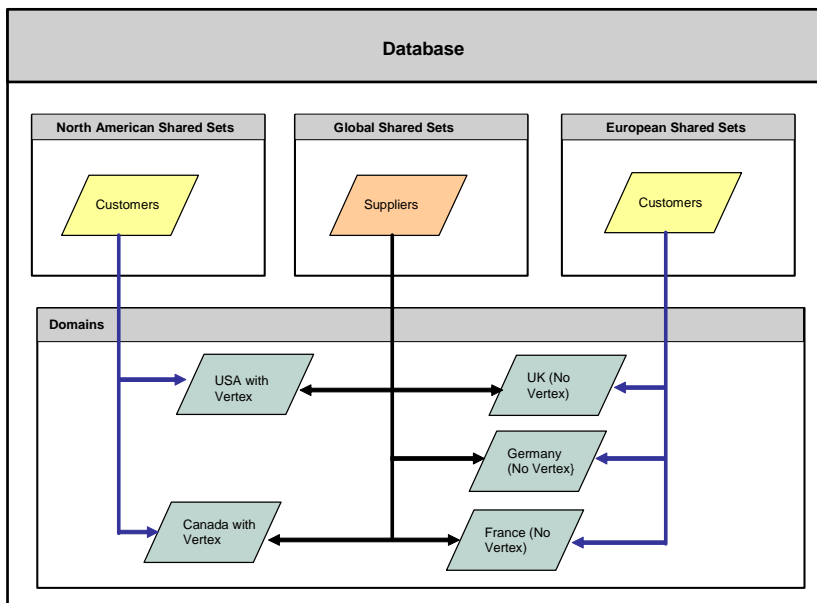 Database
North American Shared Sets
Global Shared Sets
European Shared Sets
Customers
Suppliers
Customers
Domains
USA with
Vertex
UK (No
Vertex)
Germany
(No Vertex}
Canada with
Vertex
France (No
Vertex)